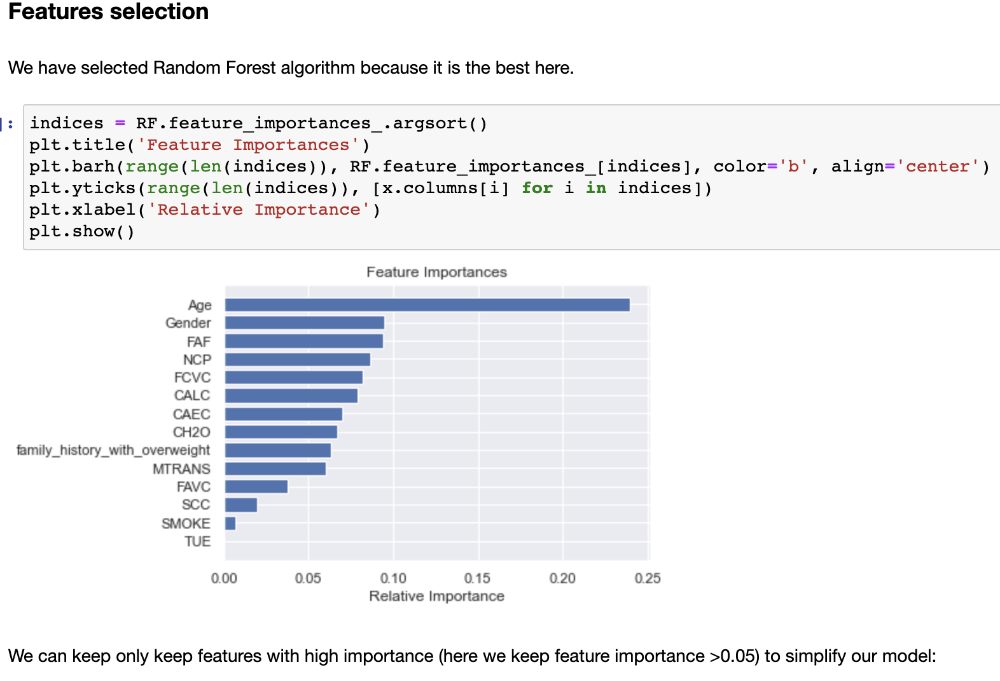 Features selection
We have selected Random Forest algorithm because it is the best here.
]:
indices = RF.feature_importances_.argsort()
plt.title('Feature Importances')
plt.barh(range(len(indices)), RF.feature_importances_[indices], color='b', align='center')
plt.yticks(range(len(indices)), [x.columns[i] for i in indices])
plt.xlabel('Relative Importance')
plt.show()
Feature Importances
Age
Gender
FAF
NCP
FCVC
CALC
CAEC
CH2O
family_history_with_overweight
MTRANS
FAVC
SCC
SMOKE
TUE
0.00 0.05 0.10 0.15 0.20 0.25
Relative Importance
We can keep only keep features with high importance (here we keep feature importance >0.05) to simplify our model: